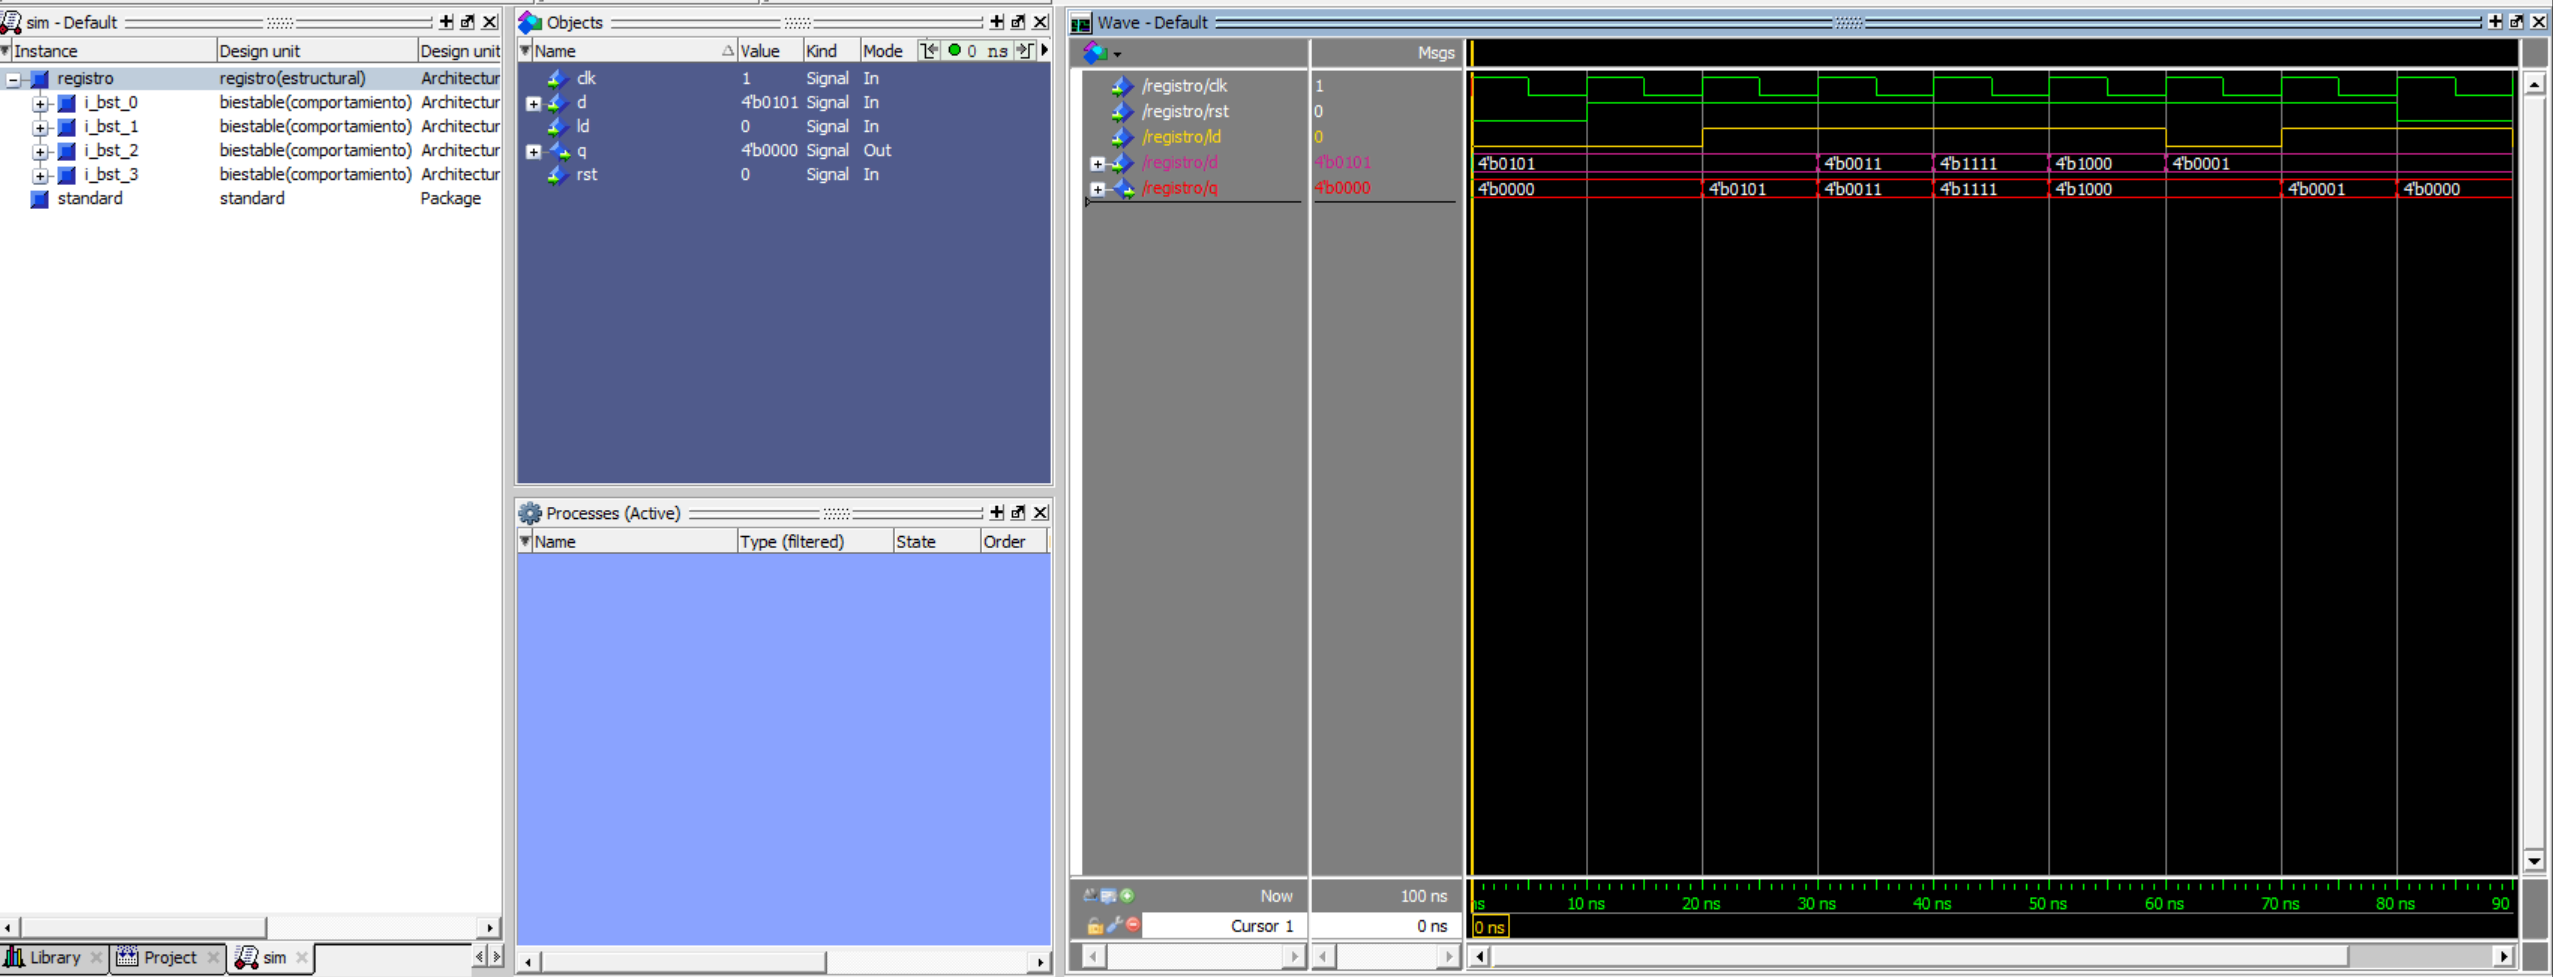 sim - Default
Instance Design unit Design unit
registro registro(estructural) Architectur
i_bst_0 biestable(comportamiento) Architectur
i_bst_1 biestable(comportamiento) Architectur
i_bst_2 biestable(comportamiento) Architectur
i_bst_3 biestable(comportamiento) Architectur
standard standard Package
Library Project sim
Objects
Name Value Kind Mode 0 ns
clk 1 Signal In
d 4'b0101 Signal In
ld 0 Signal In
q 4'b0000 Signal Out
rst 0 Signal In
Processes (Active)
Name Type (filtered) State Order
Wave - Default
Msgs
/registro/clk 1
/registro/rst 0
/registro/ld 0
/registro/d 4'b0101 4'b0101 4'b0011 4'b1111 4'b1000 4'b0001
/registro/q 4'b0000 4'b0000 4'b0101 4'b0011 4'b1111 4'b1000 4'b0001 4'b0000
Now 100 ns ns 10 ns 20 ns 30 ns 40 ns 50 ns 60 ns 70 ns 80 ns 90
Cursor 1 0 ns 0 ns